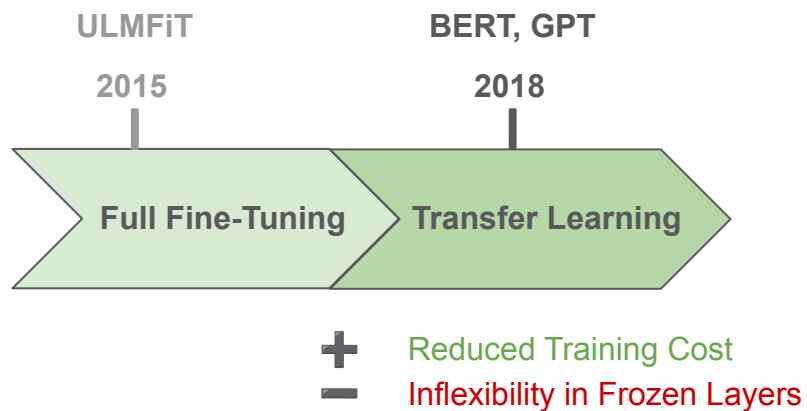 ULMFiT
2015
BERT, GPT
2018
Full Fine-Tuning
Transfer Learning
Reduced Training Cost
Inflexibility in Frozen Layers